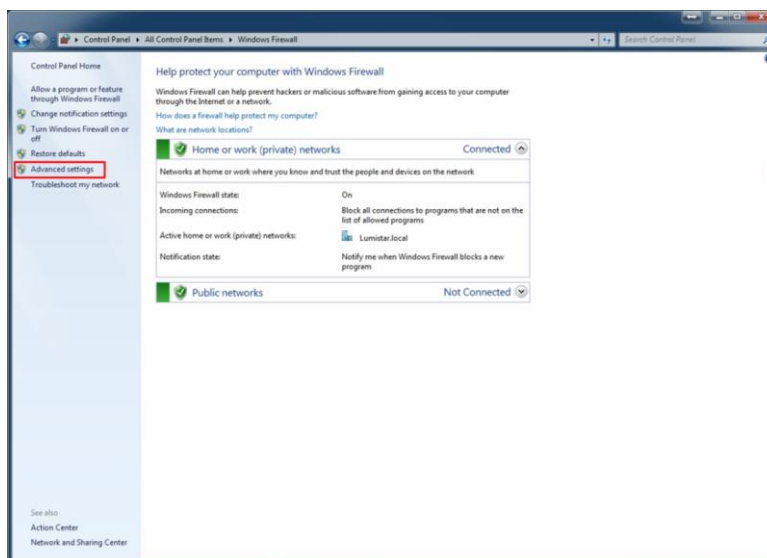 Control Panel ▸ All Control Panel Items ▸ Windows Firewall
Search Control Panel
Control Panel Home
Allow a program or feature
through Windows Firewall
Change notification settings
Turn Windows Firewall on or
off
Restore defaults
Advanced settings
Troubleshoot my network
See also
Action Center
Network and Sharing Center
Help protect your computer with Windows Firewall
Windows Firewall can help prevent hackers or malicious software from gaining access to your computer
through the Internet or a network.
How does a firewall help protect my computer?
What are network locations?
Home or work (private) networks Connected
Networks at home or work where you know and trust the people and devices on the network
Windows Firewall state: On
Incoming connections: Block all connections to programs that are not on the
list of allowed programs
Active home or work (private) networks: Lumistar.local
Notification state: Notify me when Windows Firewall blocks a new
program
Public networks Not Connected